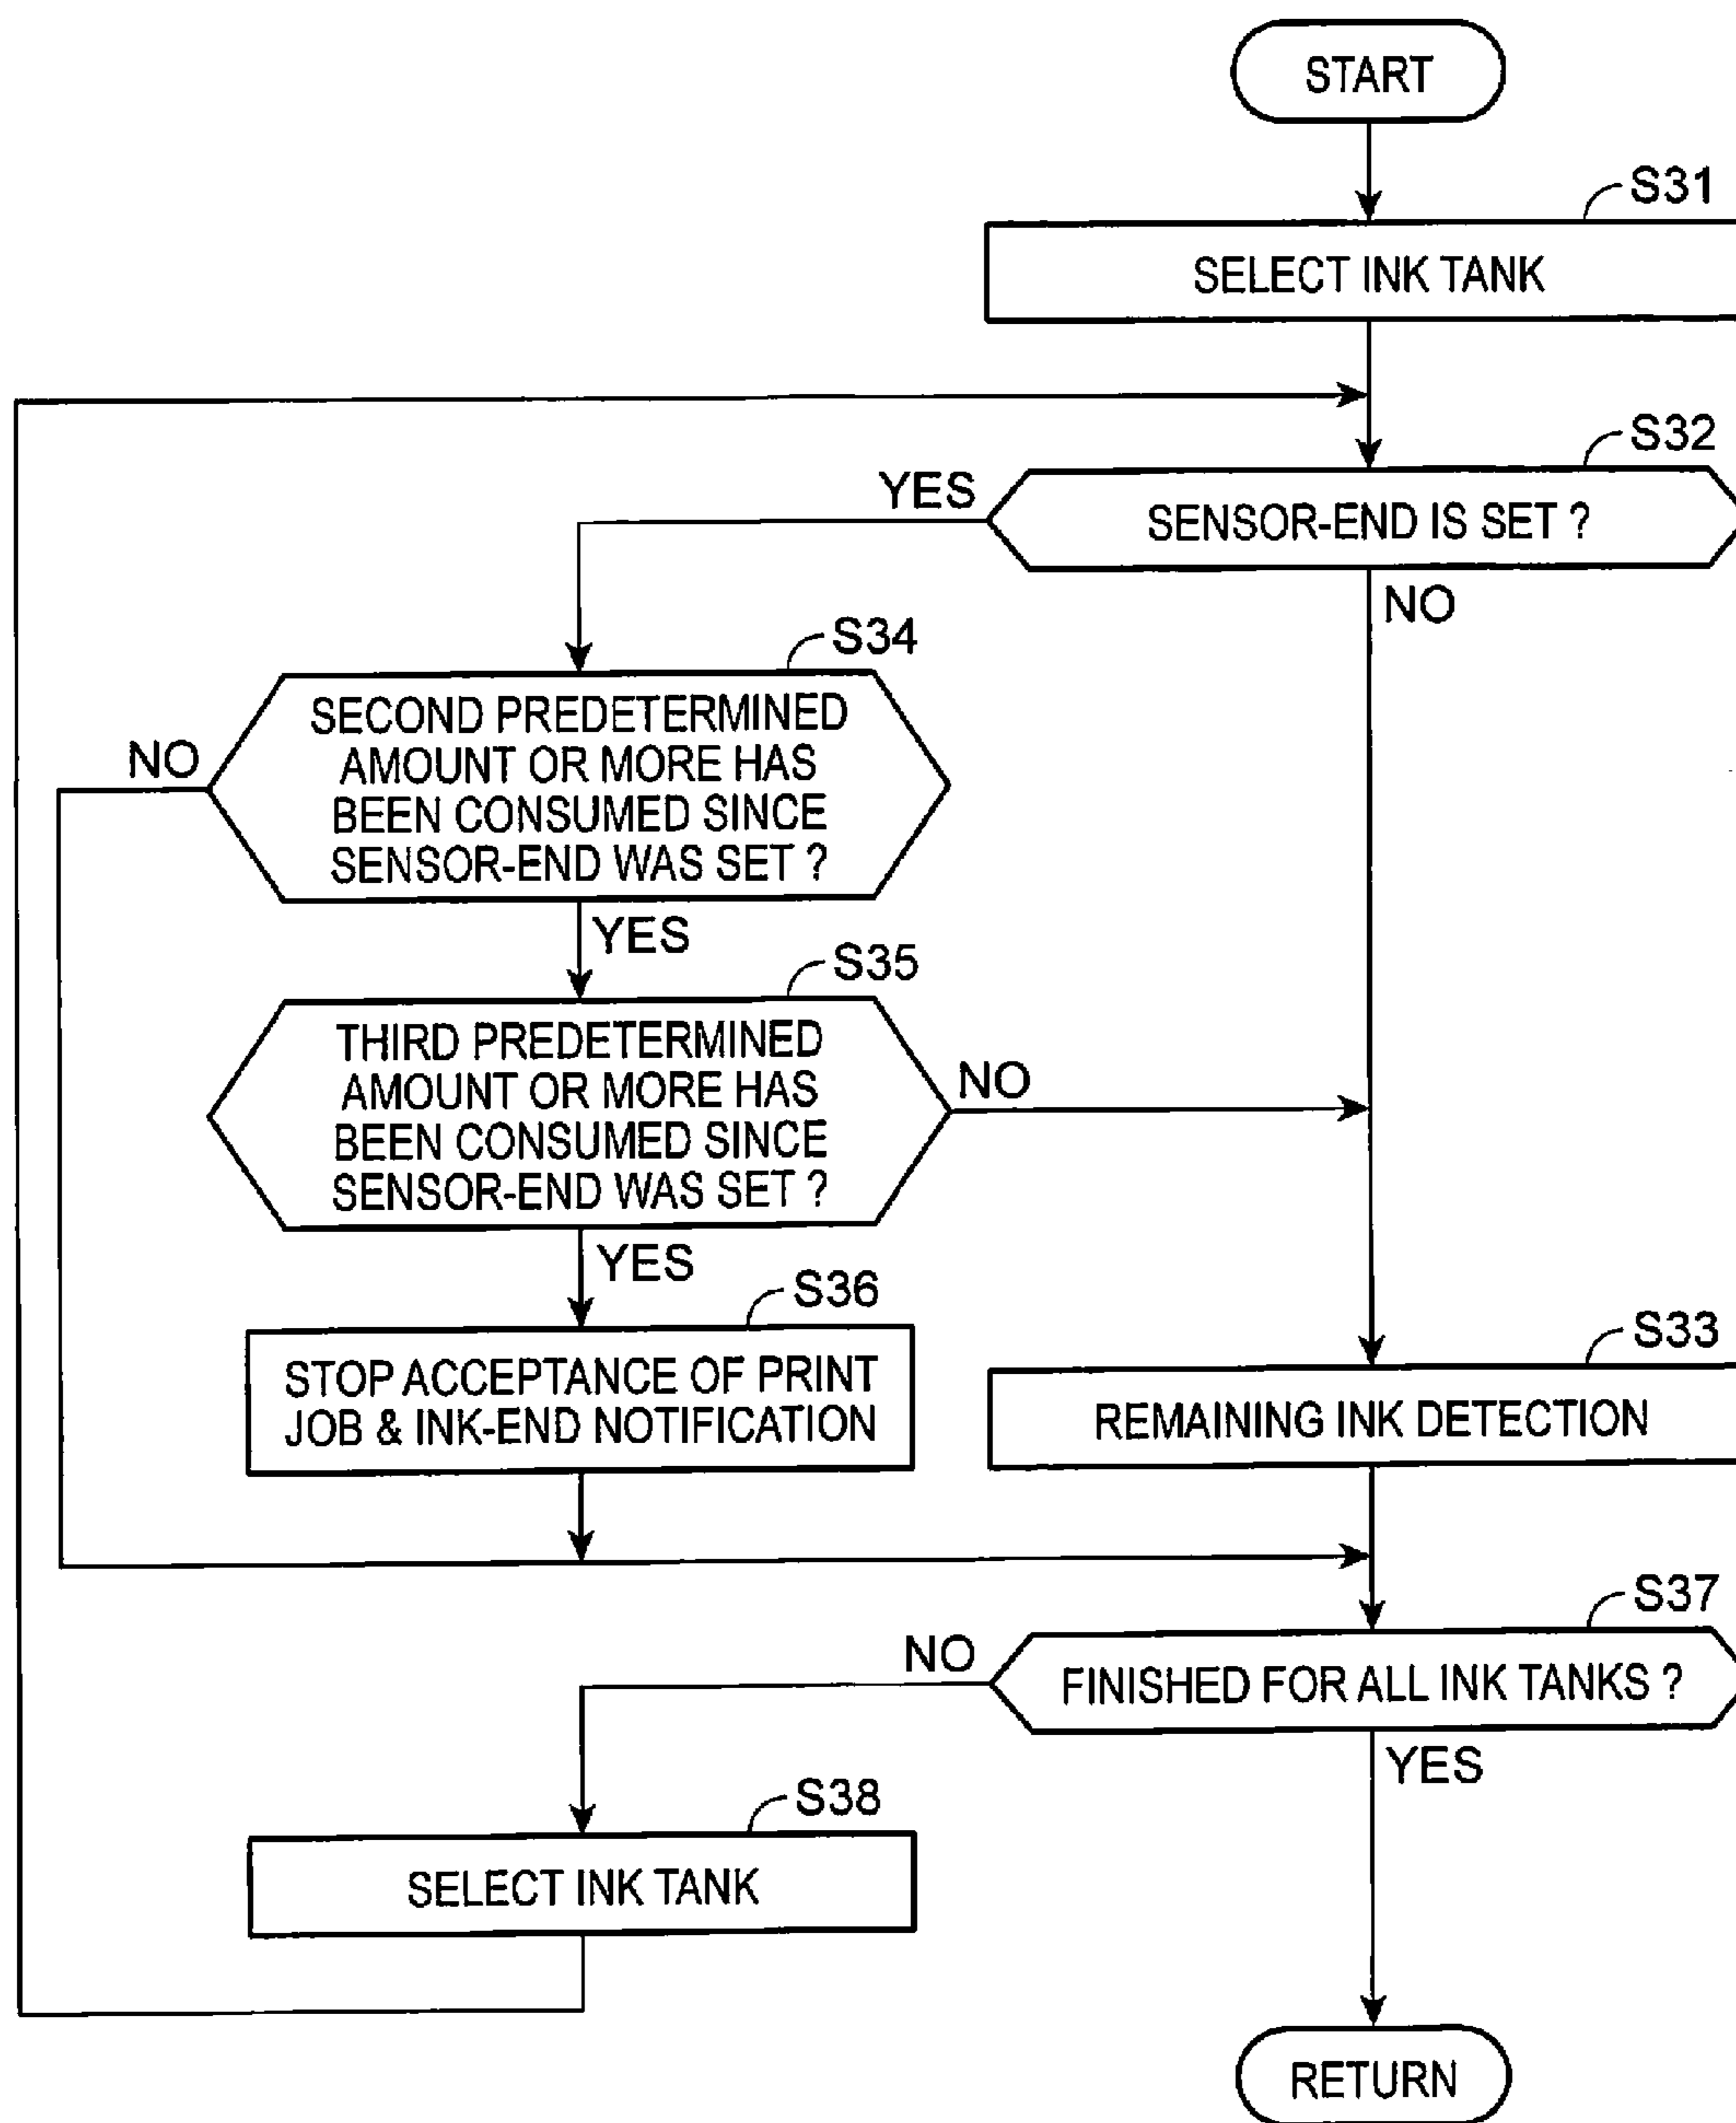 START
S31
SELECT INK TANK
S32
SENSOR-END IS SET ?
YES
NO
S34
SECOND PREDETERMINED
AMOUNT OR MORE HAS
BEEN CONSUMED SINCE
SENSOR-END WAS SET ?
NO
YES
S35
THIRD PREDETERMINED
AMOUNT OR MORE HAS
BEEN CONSUMED SINCE
SENSOR-END WAS SET ?
NO
YES
S36
STOP ACCEPTANCE OF PRINT
JOB & INK-END NOTIFICATION
S33
REMAINING INK DETECTION
S37
FINISHED FOR ALL INK TANKS ?
NO
YES
S38
SELECT INK TANK
RETURN